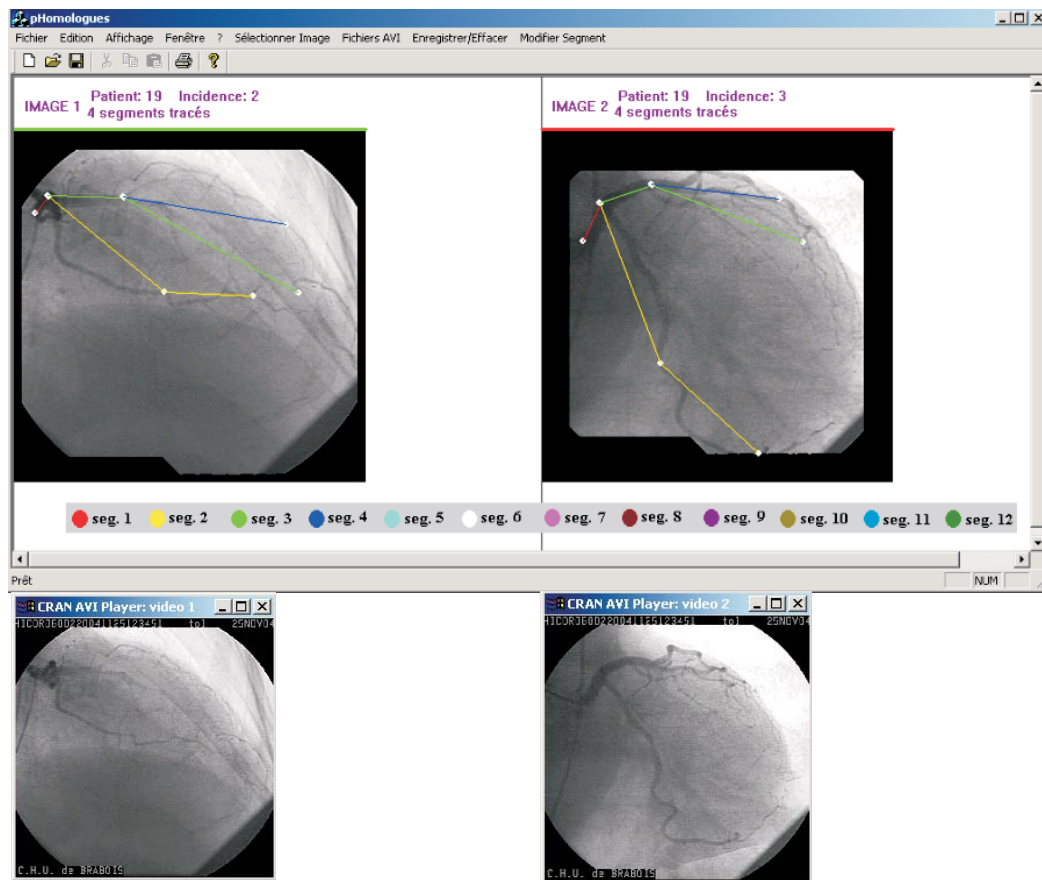 pHomologues
Fichier Edition Affichage Fenêtre ? Sélectionner Image Fichiers AVI Enregistrer/Effacer Modifier Segment
IMAGE 1 Patient: 19 Incidence: 2
4 segments tracés
IMAGE 2 Patient: 19 Incidence: 3
4 segments tracés
seg. 1 seg. 2 seg. 3 seg. 4 seg. 5 seg. 6 seg. 7 seg. 8 seg. 9 seg. 10 seg. 11 seg. 12
Prêt NUM
CRAN AVI Player: video 1
25NOV04
C.H.U. de BRABOIS
CRAN AVI Player: video 2
25NOV04
C.H.U. de BRABOIS